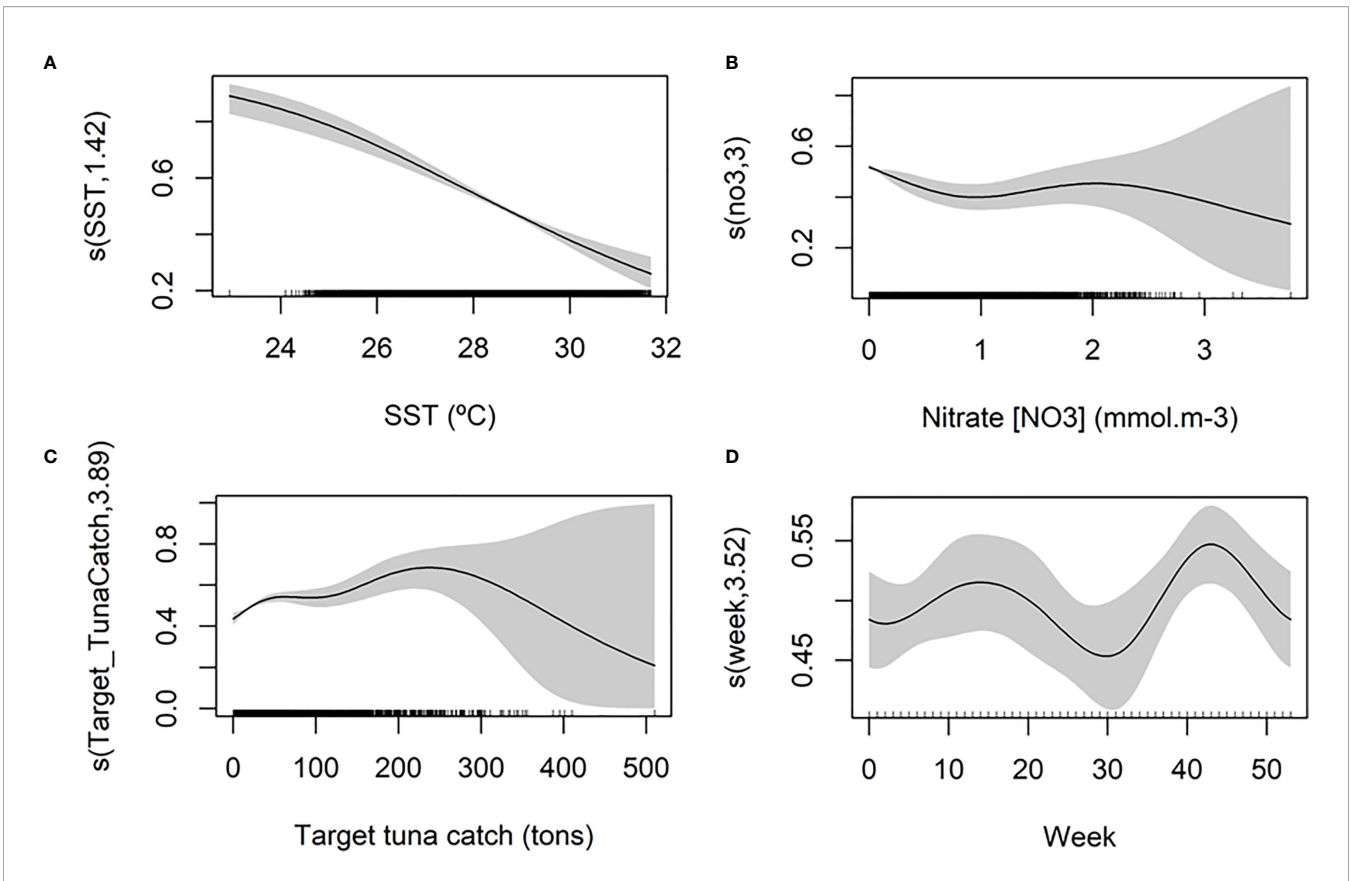 A
s(SST,1.42)
0.6
0.2
24 26 28 30 32
SST (ºC)
B
s(no3,3)
0.6
0.2
0 1 2 3
Nitrate [NO3] (mmol.m-3)
C
s(Target_TunaCatch,3.89)
0.8
0.4
0.0
0 100 200 300 400 500
Target tuna catch (tons)
D
s(week,3.52)
0.55
0.45
0 10 20 30 40 50
Week